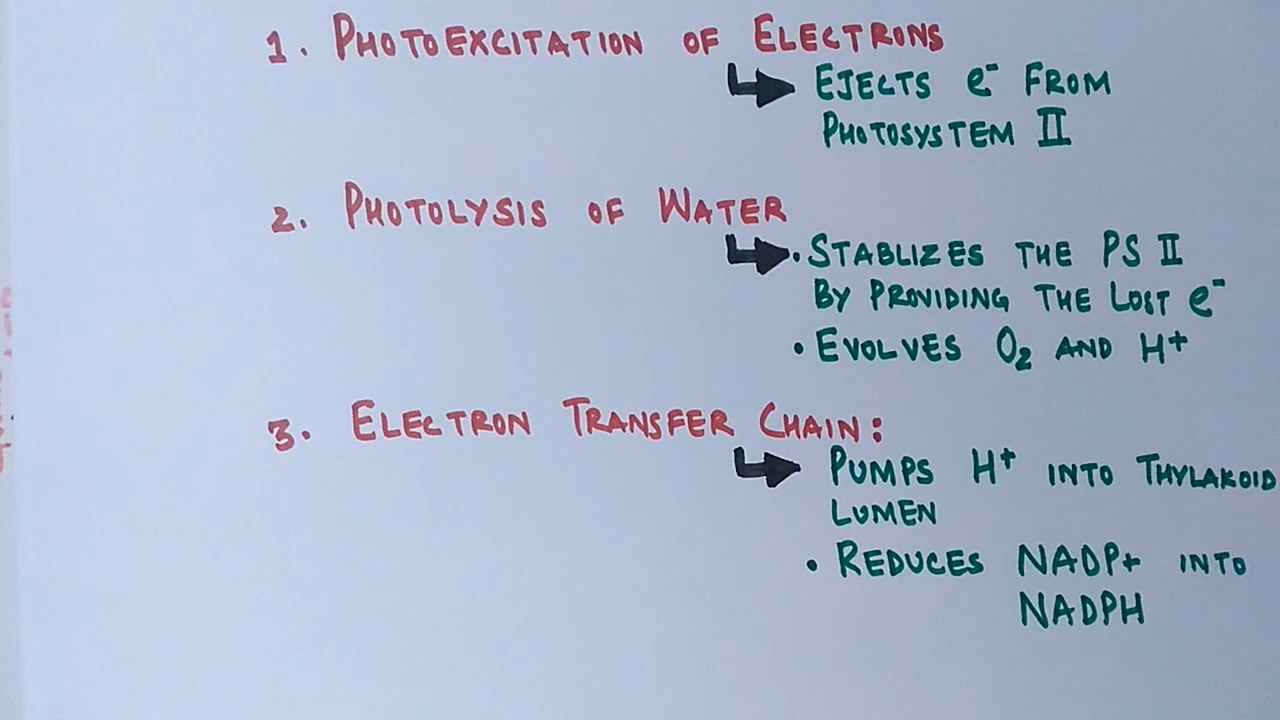 1. PHOTOEXCITATION OF ELECTRONS
EJECTS e⁻ FROM
PHOTOSYSTEM II
2. PHOTOLYSIS OF WATER
• STABLIZES THE PS II
BY PROVIDING THE LOST e⁻
• EVOLVES O₂ AND H⁺
3. ELECTRON TRANSFER CHAIN:
PUMPS H⁺ INTO THYLAKOID
LUMEN
• REDUCES NADP+ INTO
NADPH